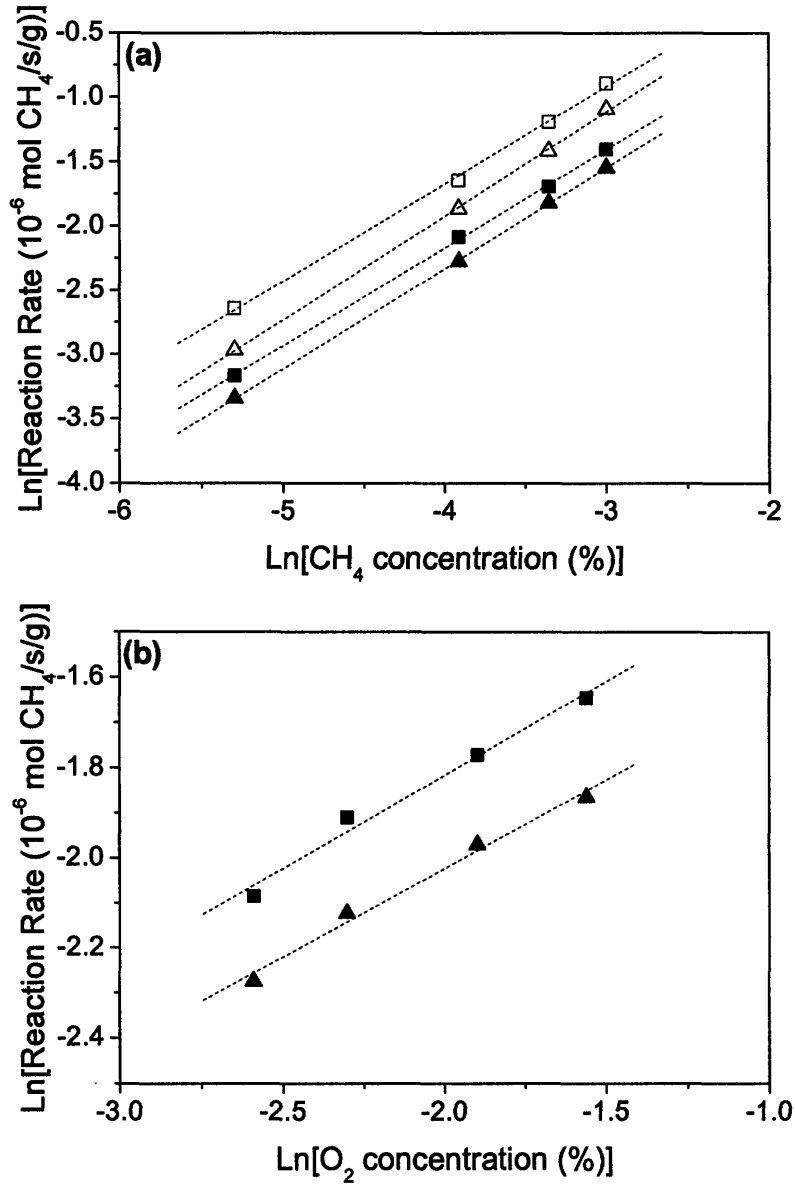 (a)
Ln[Reaction Rate (10⁻⁶ mol CH₄/s/g)]
-0.5
-1.0
-1.5
-2.0
-2.5
-3.0
-3.5
-4.0
-6 -5 -4 -3 -2
Ln[CH₄ concentration (%)]
(b)
Ln[Reaction Rate (10⁻⁶ mol CH₄/s/g)]
-1.6
-1.8
-2.0
-2.2
-2.4
-3.0 -2.5 -2.0 -1.5 -1.0
Ln[O₂ concentration (%)]